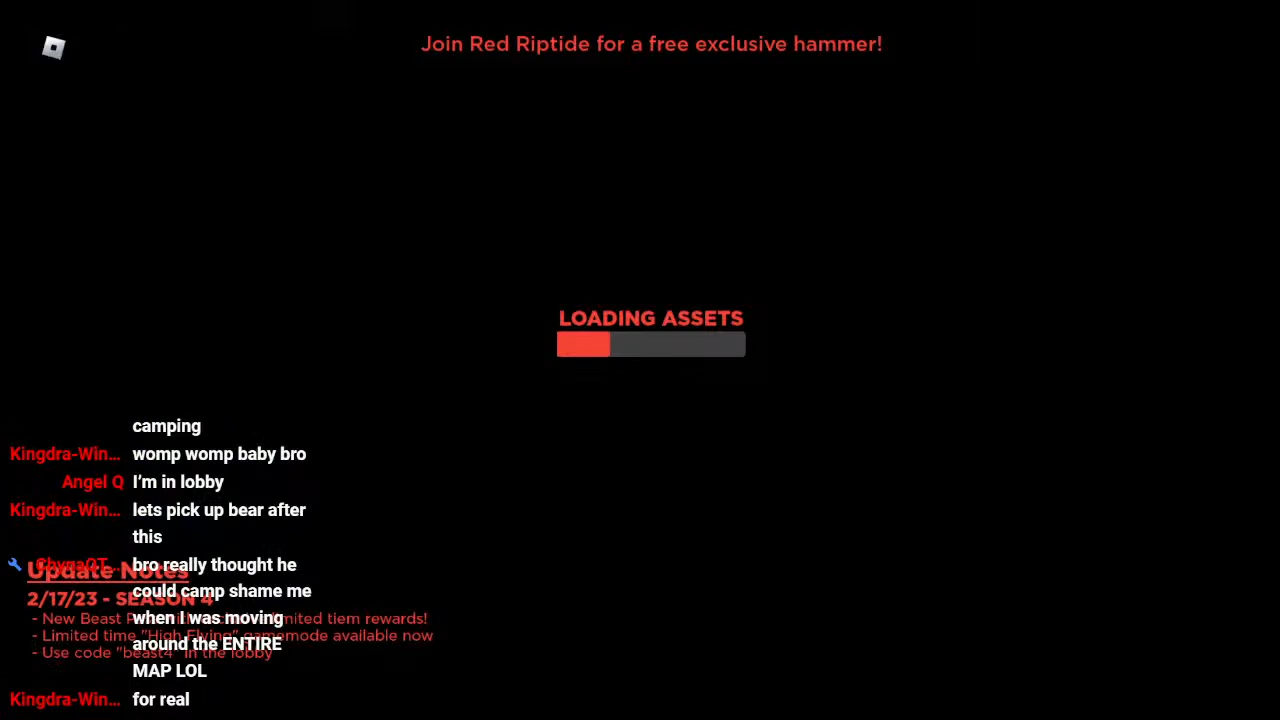 Join Red Riptide for a free exclusive hammer!
LOADING ASSETS
camping
Kingdra-Win... womp womp baby bro
Angel Q I'm in lobby
Kingdra-Win... lets pick up bear after
this
bro really thought he
Update Notes
could camp shame me
2/17/23 - SEASON 4
when I was moving
- New Beast limited tiem rewards!
- Limited time "High Flying" gamemode available now
around the ENTIRE
- Use code "beast4" in the lobby
MAP LOL
Kingdra-Win... for real